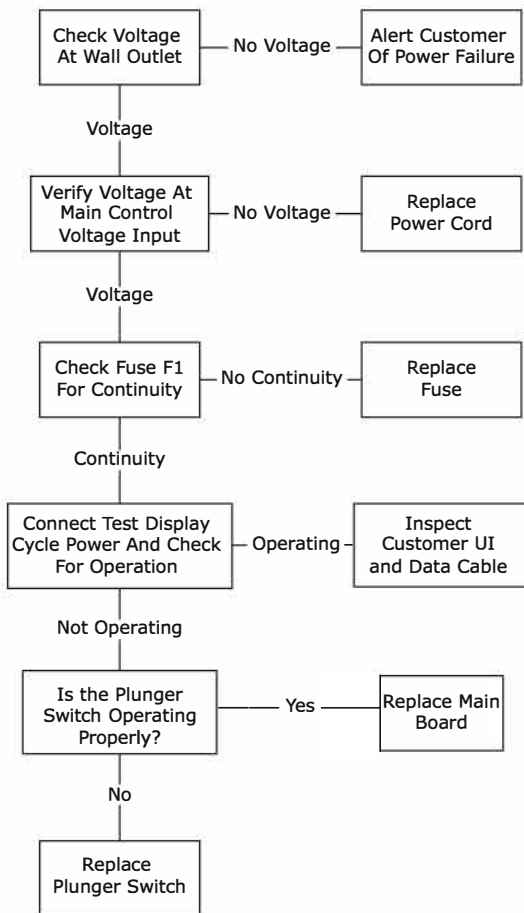 Check Voltage
At Wall Outlet
No Voltage
Alert Customer
Of Power Failure
Voltage
Verify Voltage At
Main Control
Voltage Input
No Voltage
Replace
Power Cord
Voltage
Check Fuse F1
For Continuity
No Continuity
Replace
Fuse
Continuity
Connect Test Display
Cycle Power And Check
For Operation
Operating
Inspect
Customer UI
and Data Cable
Not Operating
Is the Plunger
Switch Operating
Properly?
Yes
Replace Main
Board
No
Replace
Plunger Switch